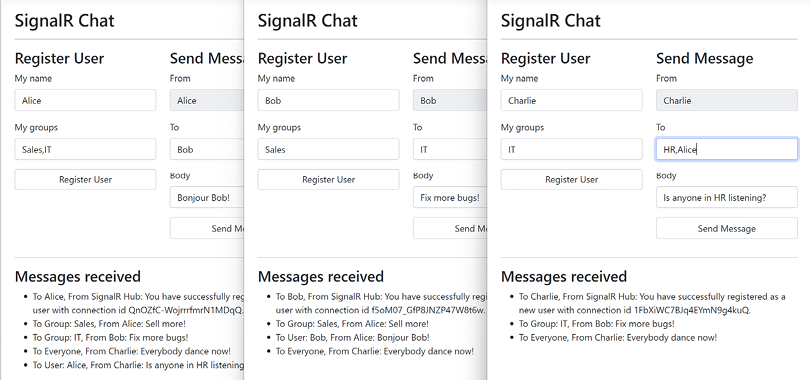 SignalR Chat
Register User
Send Messa
My name
From
Alice
Alice
My groups
To
Sales,IT
Bob
Register User
Body
Bonjour Bob!
Send Me
Messages received
To Alice, From SignalR Hub: You have successfully reg
user with connection id QnOZfC-WojrrrfmrN1MDqQ.
To Group: Sales, From Alice: Sell more!
To Group: IT, From Bob: Fix more bugs!
To Everyone, From Charlie: Everybody dance now!
To User: Alice, From Charlie: Is anyone in HR listening
SignalR Chat
Register User
Send Messa
My name
From
Bob
Bob
My groups
To
Sales
IT
Register User
Body
Fix more bugs!
Send Me
Messages received
To Bob, From SignalR Hub: You have successfully regi
user with connection id f5oM07_GfP8JNZP47W8t6w.
To Group: Sales, From Alice: Sell more!
To User: Bob, From Alice: Bonjour Bob!
To Everyone, From Charlie: Everybody dance now!
SignalR Chat
Register User
Send Message
My name
From
Charlie
Charlie
My groups
To
IT
HR,Alice
Register User
Body
Is anyone in HR listening?
Send Message
Messages received
To Charlie, From SignalR Hub: You have successfully registered as a
new user with connection id 1FbXiWC7BJq4EYmN9g4kuQ.
To Group: IT, From Bob: Fix more bugs!
To Everyone, From Charlie: Everybody dance now!